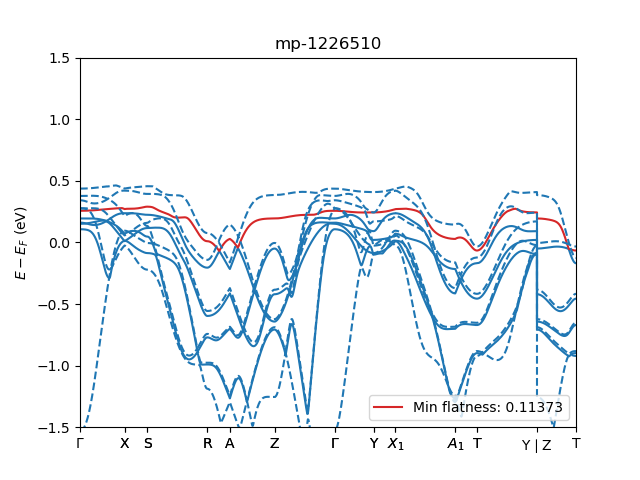 mp-1226510
E − E_F (eV)
1.5
1.0
0.5
0.0
−0.5
−1.0
−1.5
Min flatness: 0.11373
Γ X S R A Z Γ Y X₁ A₁ T Y | Z T